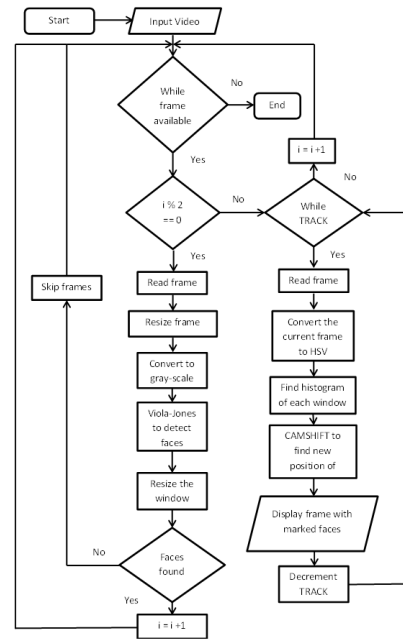 Start
Input Video
While
frame
available
No
End
Yes
i % 2
== 0
No
Yes
Read frame
Resize frame
Convert to
gray-scale
Viola-Jones
to detect
faces
Resize the
window
Faces
found
No
Skip frames
Yes
i = i +1
While
TRACK
No
i = i +1
Yes
Read frame
Convert the
current frame
to HSV
Find histogram
of each window
CAMSHIFT to
find new
position of
Display frame with
marked faces
Decrement
TRACK